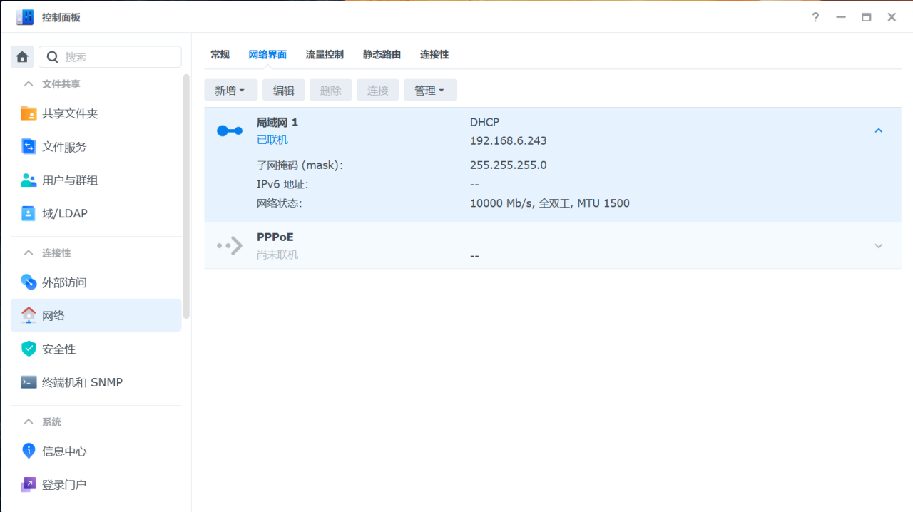 控制面板
搜索
文件共享
共享文件夹
文件服务
用户与群组
域/LDAP
连接性
外部访问
网络
安全性
终端机和 SNMP
系统
信息中心
登录门户
常规 网络界面 流量控制 静态路由 连接性
新增 编辑 删除 连接 管理
局域网 1 DHCP
已联机 192.168.6.243
子网掩码 (mask): 255.255.255.0
IPv6 地址: --
网络状态: 10000 Mb/s, 全双工, MTU 1500
PPPoE
尚未联机 --